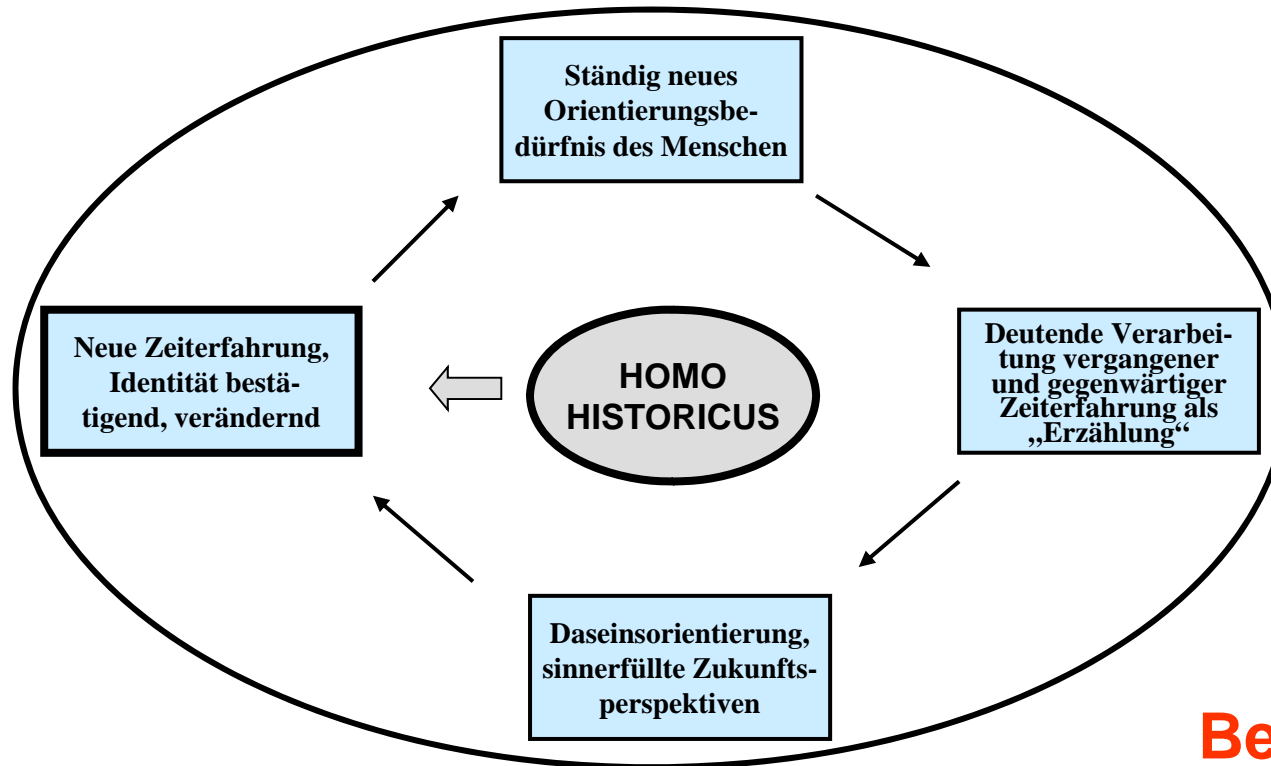 Ständig neues
Orientierungsbe-
dürfnis des Menschen
Neue Zeiterfahrung,
Identität bestä-
tigend, verändernd
HOMO
HISTORICUS
Deutende Verarbei-
tung vergangener
und gegenwärtiger
Zeiterfahrung als
„Erzählung“
Daseinsorientierung,
sinnerfüllte Zukunfts-
perspektiven
Be